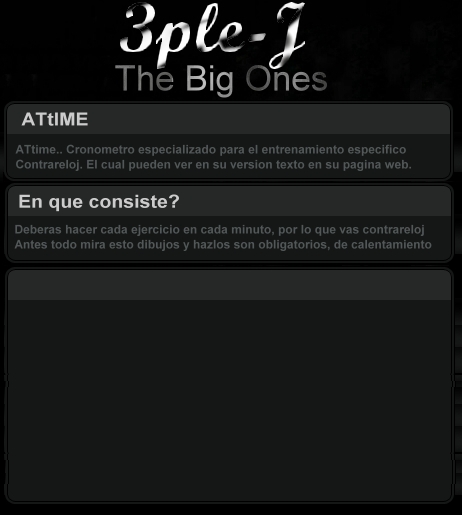 3ple-J
The Big Ones
ATtIME
ATtime.. Cronometro especializado para el entrenamiento especifico
Contrareloj. El cual pueden ver en su version texto en su pagina web.
En que consiste?
Deberas hacer cada ejercicio en cada minuto, por lo que vas contrareloj
Antes todo mira esto dibujos y hazlos son obligatorios, de calentamiento